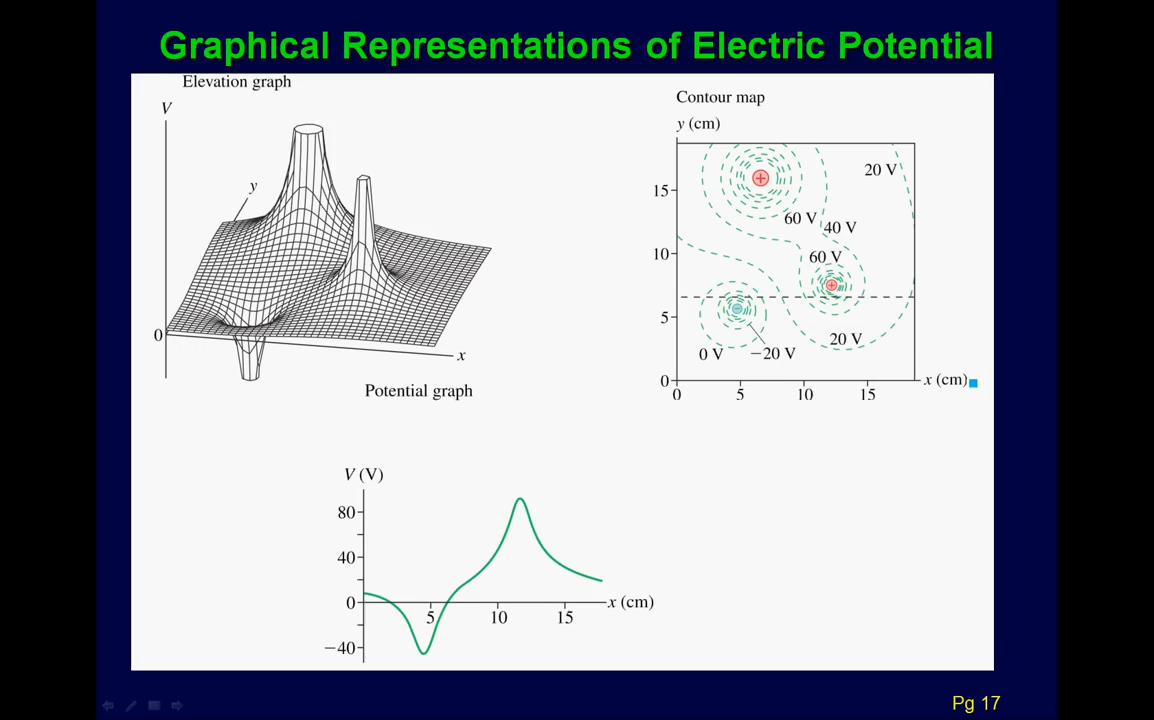 Graphical Representations of Electric Potential
Elevation graph
V
y
0
x
Potential graph
Contour map
y (cm)
15
10
5
0
0 5 10 15
x (cm)
20 V
60 V
40 V
60 V
20 V
0 V
−20 V
+
+
−
V (V)
80
40
0
−40
5 10 15
x (cm)
Pg 17